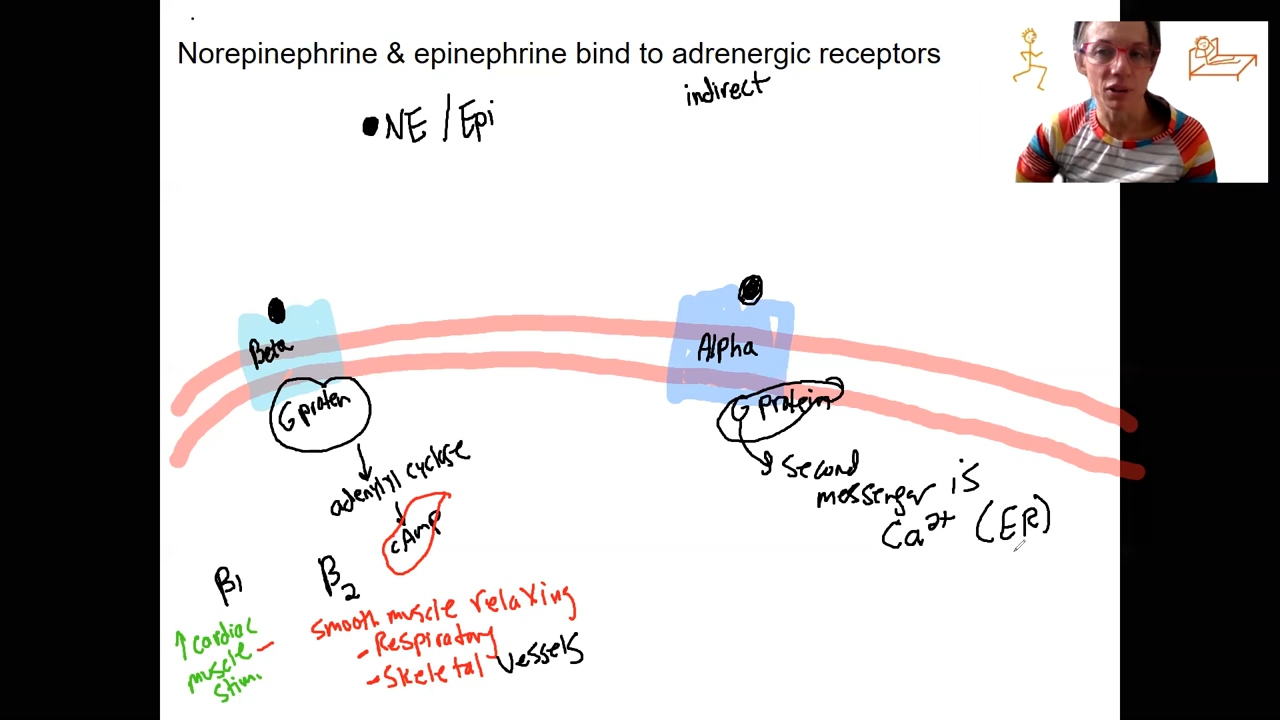 Norepinephrine & epinephrine bind to adrenergic receptors
indirect
NE / Epi
Beta
G protein
adenylyl cyclase
cAmp
β1
↑ cardiac
muscle
stim.
β2
smooth muscle relaxing
- Respiratory
- Skeletal vessels
Alpha
G protein
second
messenger is
Ca2+ (ER)